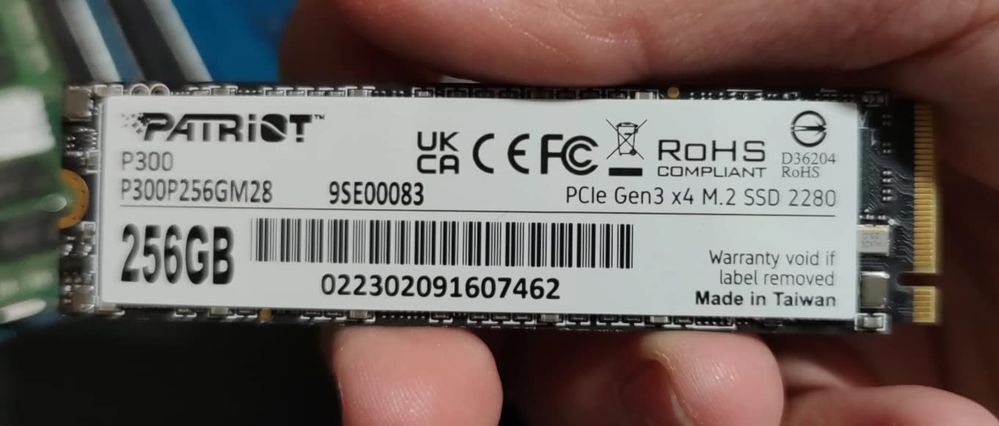 PATRIOT™
P300
P300P256GM28 9SE00083
UK CA CE FC RoHS COMPLIANT
D36204
RoHS
PCIe Gen3 x4 M.2 SSD 2280
256GB
022302091607462
Warranty void if
label removed
Made in Taiwan